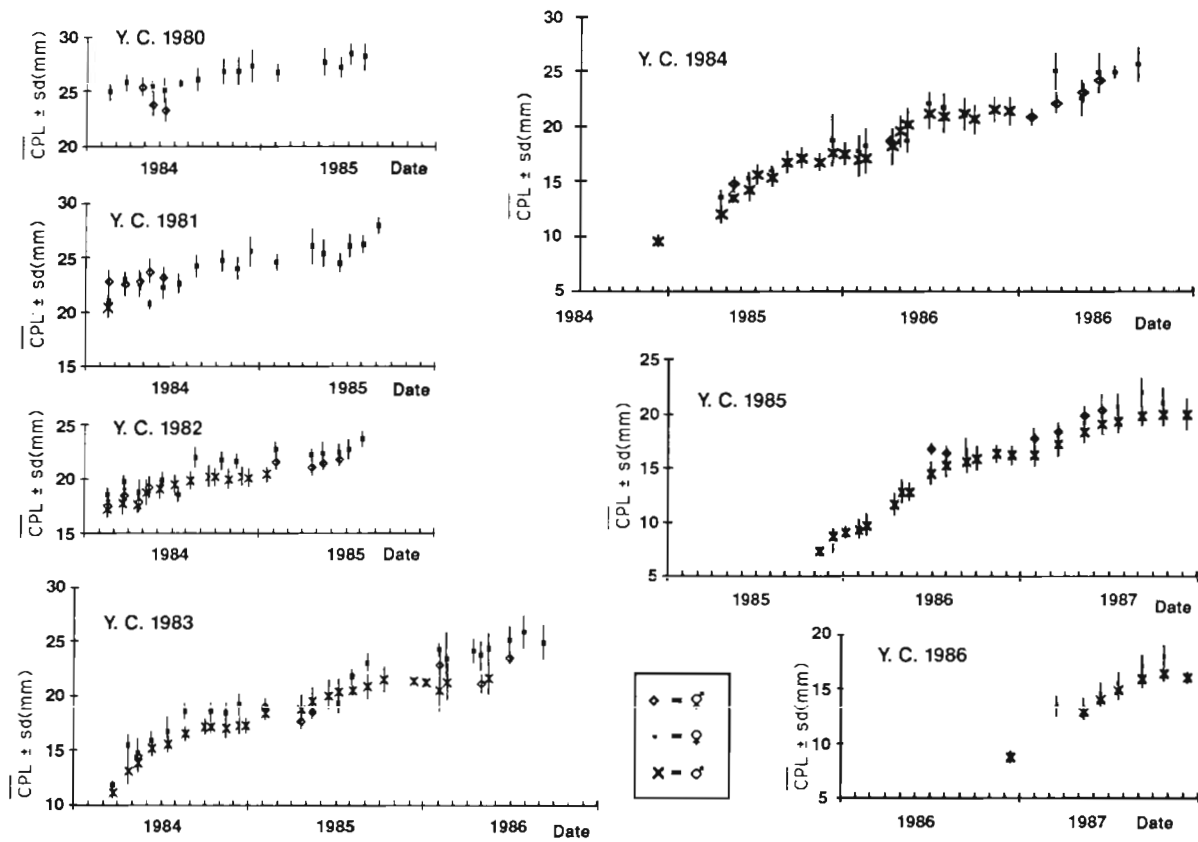 Y. C. 1980
30
25
20
CPL ± sd(mm)
1984 1985 Date
Y. C. 1981
30
25
20
15
CPL ± sd(mm)
1984 1985 Date
Y. C. 1982
25
20
15
CPL ± sd(mm)
1984 1985 Date
Y. C. 1983
30
25
20
15
10
CPL ± sd(mm)
1984 1985 1986 Date
Y. C. 1984
30
25
20
15
10
5
CPL ± sd(mm)
1984 1985 1986 1986 Date
Y. C. 1985
25
20
15
10
5
CPL ± sd(mm)
1985 1986 1987 Date
Y. C. 1986
20
15
10
5
CPL ± sd(mm)
1986 1987 Date
◇ = ⚥
▪ = ♀
× = ♂